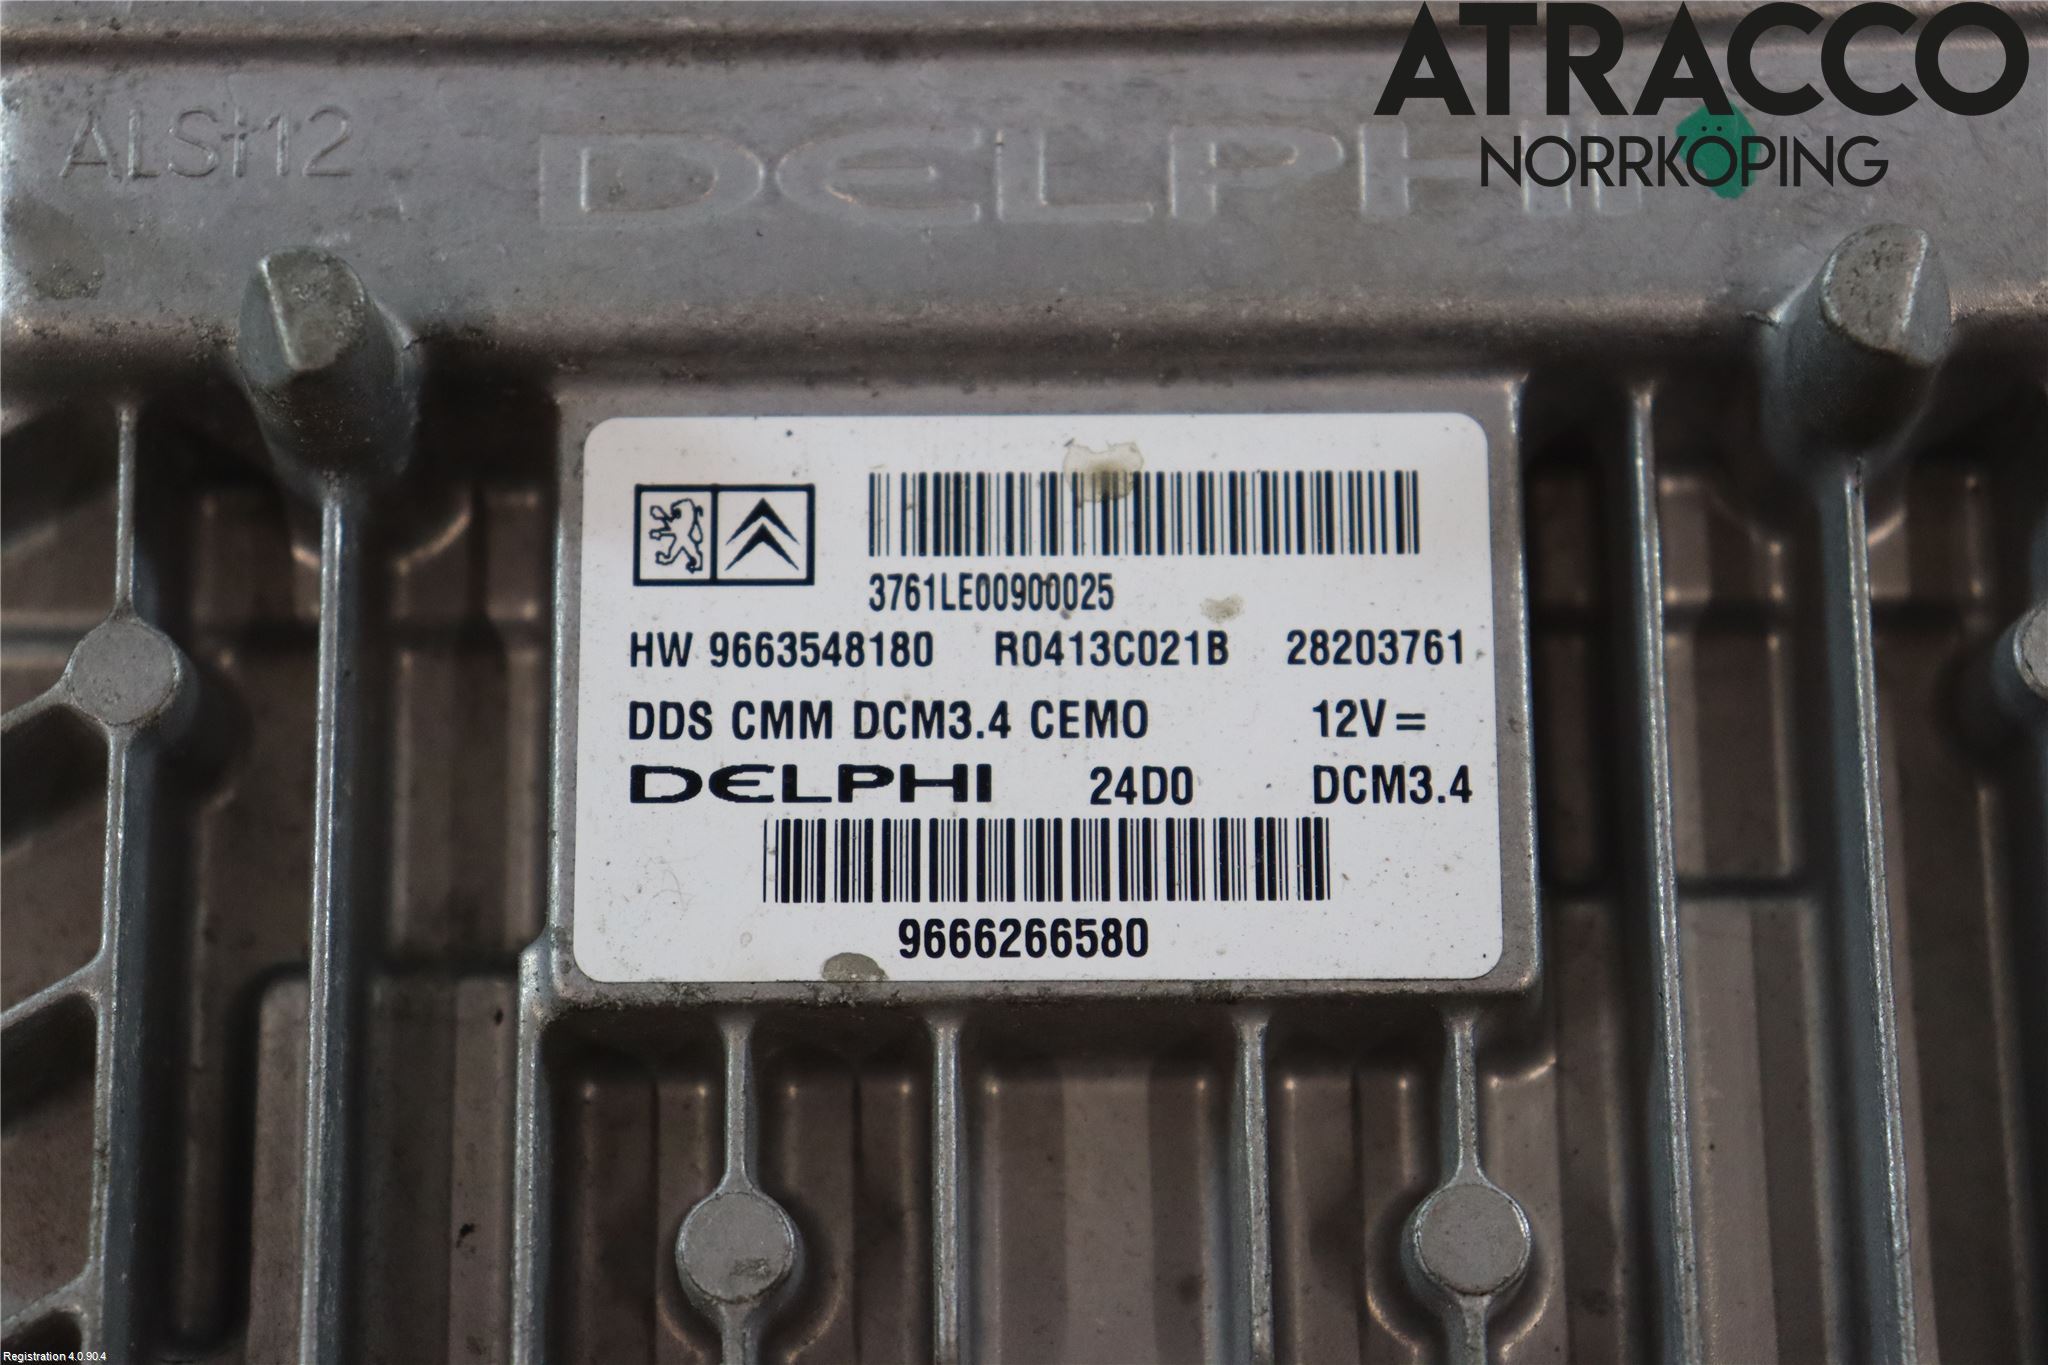 ATRACCO
NORRKÖPING
ALSi12
DELPHI
3761LE00900025
HW 9663548180 R0413C021B 28203761
DDS CMM DCM3.4 CEMO 12V=
DELPHI 24D0 DCM3.4
9666266580
Registration 4.0.90.4